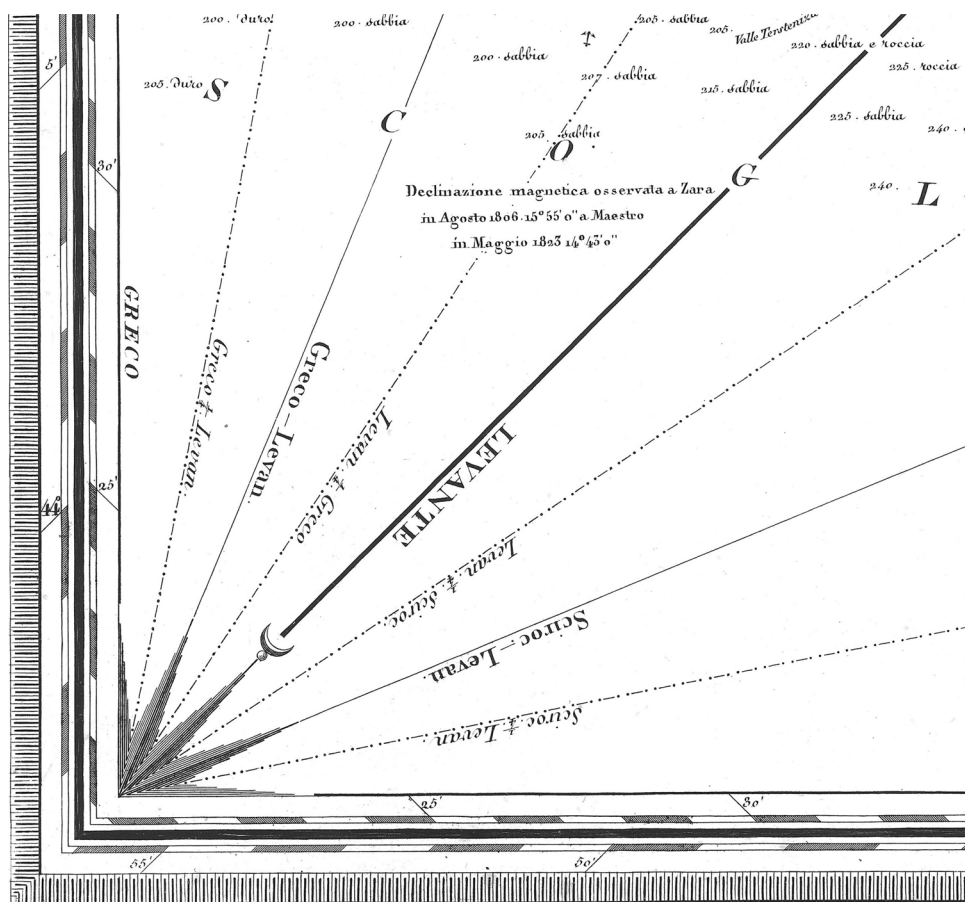 200. duro
200. sabbia
205. sabbia
205.
Valle Tersteniza
5'
T
200. sabbia
220. sabbia e roccia
205. duro
S
207. sabbia
225. roccia
215. sabbia
C
225. sabbia
205. sabbia
240.
O
30'
G
240.
L
Declinazione magnetica osservata a Zara
in Agosto 1806. 15° 55' 0" a Maestro
in Maggio 1823 14° 43' 0"
GRECO
Greco ¼ Levan.
Greco-Levan.
Levan. ¼ Greco
LEVANTE
25'
44°
Levan. ¼ Sciroc.
Sciroc-Levan.
Sciroc. ¼ Levan
25'
30'
55'
50'